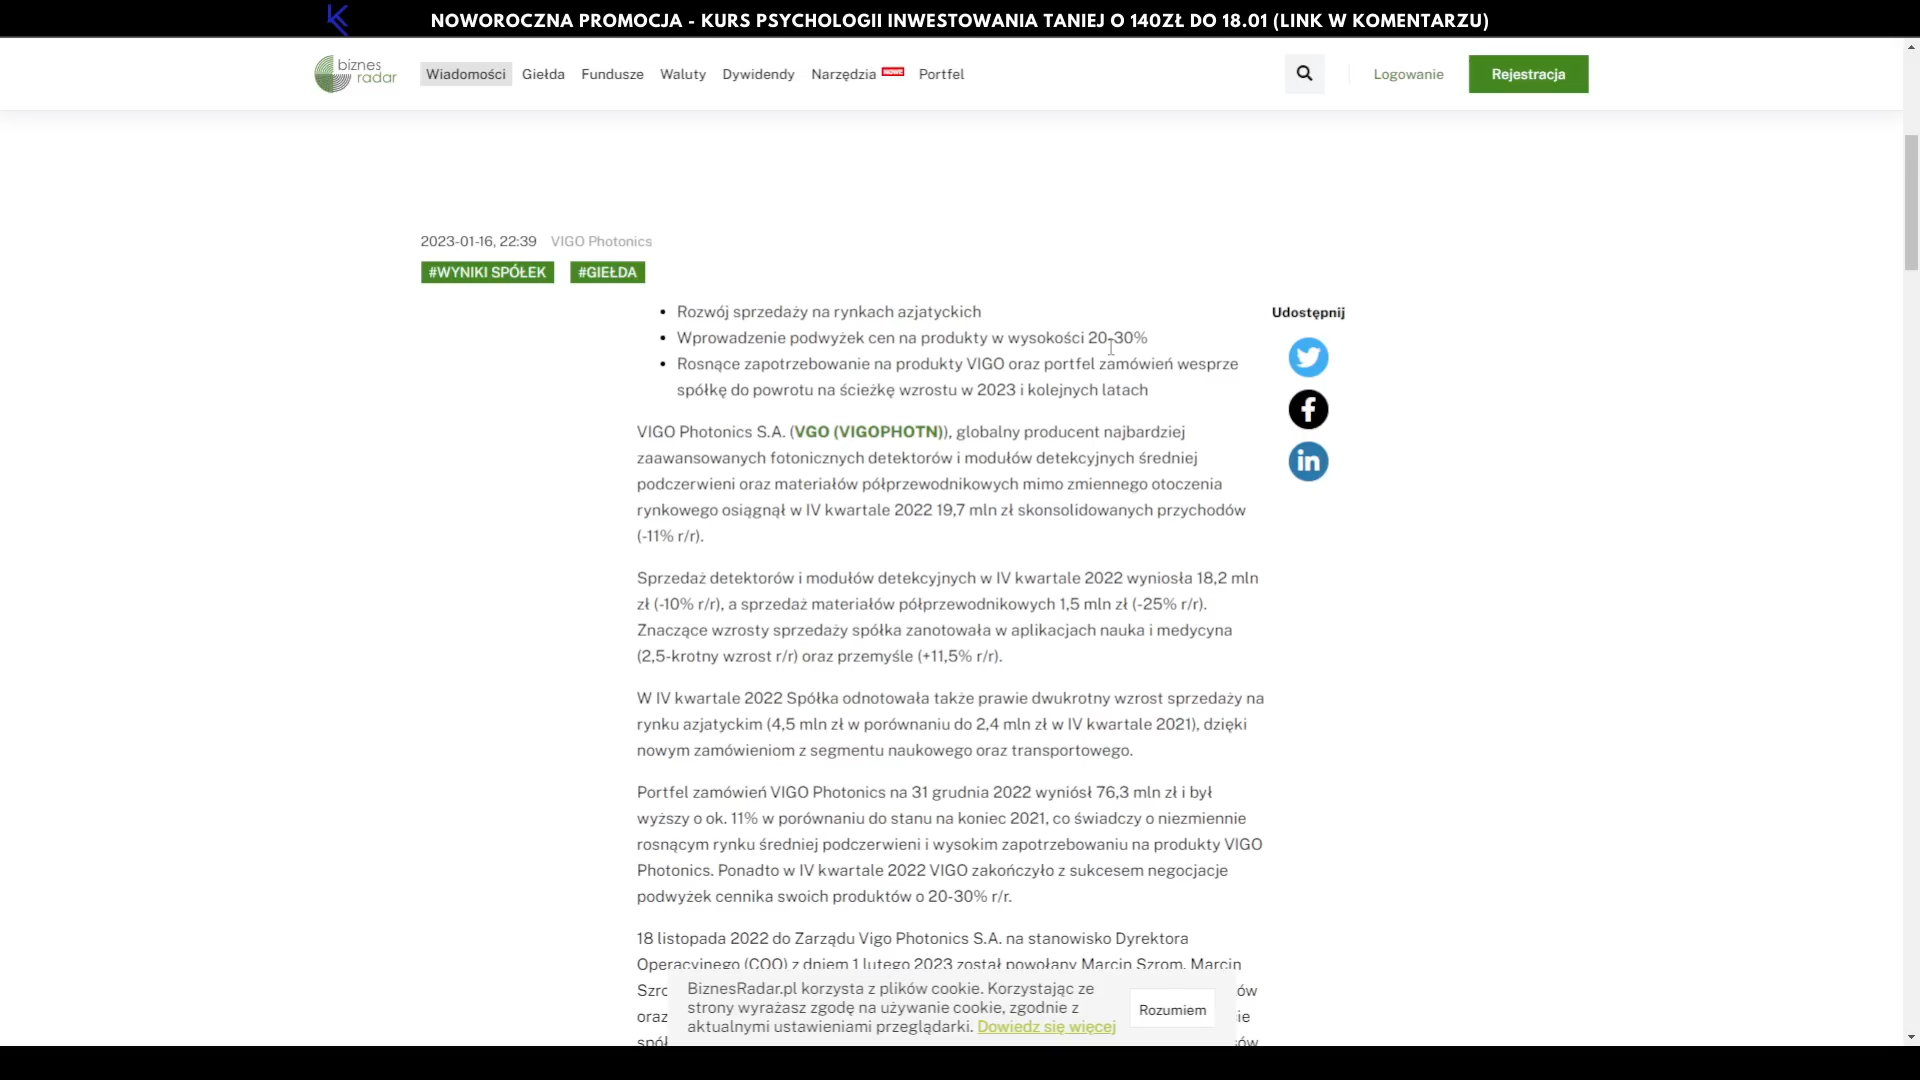 NOWOROCZNA PROMOCJA - KURS PSYCHOLOGII INWESTOWANIA TANIEJ O 140ZŁ DO 18.01 (LINK W KOMENTARZU)
biznes
radar
Wiadomości Giełda Fundusze Waluty Dywidendy Narzędzia NOWE Portfel
Logowanie Rejestracja
2023-01-16, 22:39 VIGO Photonics
#WYNIKI SPÓŁEK #GIEŁDA
• Rozwój sprzedaży na rynkach azjatyckich
• Wprowadzenie podwyżek cen na produkty w wysokości 20-30%
• Rosnące zapotrzebowanie na produkty VIGO oraz portfel zamówień wesprze
spółkę do powrotu na ścieżkę wzrostu w 2023 i kolejnych latach
Udostępnij
VIGO Photonics S.A. (VGO (VIGOPHOTN)), globalny producent najbardziej
zaawansowanych fotonicznych detektorów i modułów detekcyjnych średniej
podczerwieni oraz materiałów półprzewodnikowych mimo zmiennego otoczenia
rynkowego osiągnął w IV kwartale 2022 19,7 mln zł skonsolidowanych przychodów
(-11% r/r).
Sprzedaż detektorów i modułów detekcyjnych w IV kwartale 2022 wyniosła 18,2 mln
zł (-10% r/r), a sprzedaż materiałów półprzewodnikowych 1,5 mln zł (-25% r/r).
Znaczące wzrosty sprzedaży spółka zanotowała w aplikacjach nauka i medycyna
(2,5-krotny wzrost r/r) oraz przemyśle (+11,5% r/r).
W IV kwartale 2022 Spółka odnotowała także prawie dwukrotny wzrost sprzedaży na
rynku azjatyckim (4,5 mln zł w porównaniu do 2,4 mln zł w IV kwartale 2021), dzięki
nowym zamówieniom z segmentu naukowego oraz transportowego.
Portfel zamówień VIGO Photonics na 31 grudnia 2022 wyniósł 76,3 mln zł i był
wyższy o ok. 11% w porównaniu do stanu na koniec 2021, co świadczy o niezmiennie
rosnącym rynku średniej podczerwieni i wysokim zapotrzebowaniu na produkty VIGO
Photonics. Ponadto w IV kwartale 2022 VIGO zakończyło z sukcesem negocjacje
podwyżek cennika swoich produktów o 20-30% r/r.
18 listopada 2022 do Zarządu Vigo Photonics S.A. na stanowisko Dyrektora
Operacyjnego (COO) z dniem 1 lutego 2023 został powołany Marcin Szrom. Marcin
BiznesRadar.pl korzysta z plików cookie. Korzystając ze
strony wyrażasz zgodę na używanie cookie, zgodnie z
aktualnymi ustawieniami przeglądarki. Dowiedz się więcej
Rozumiem